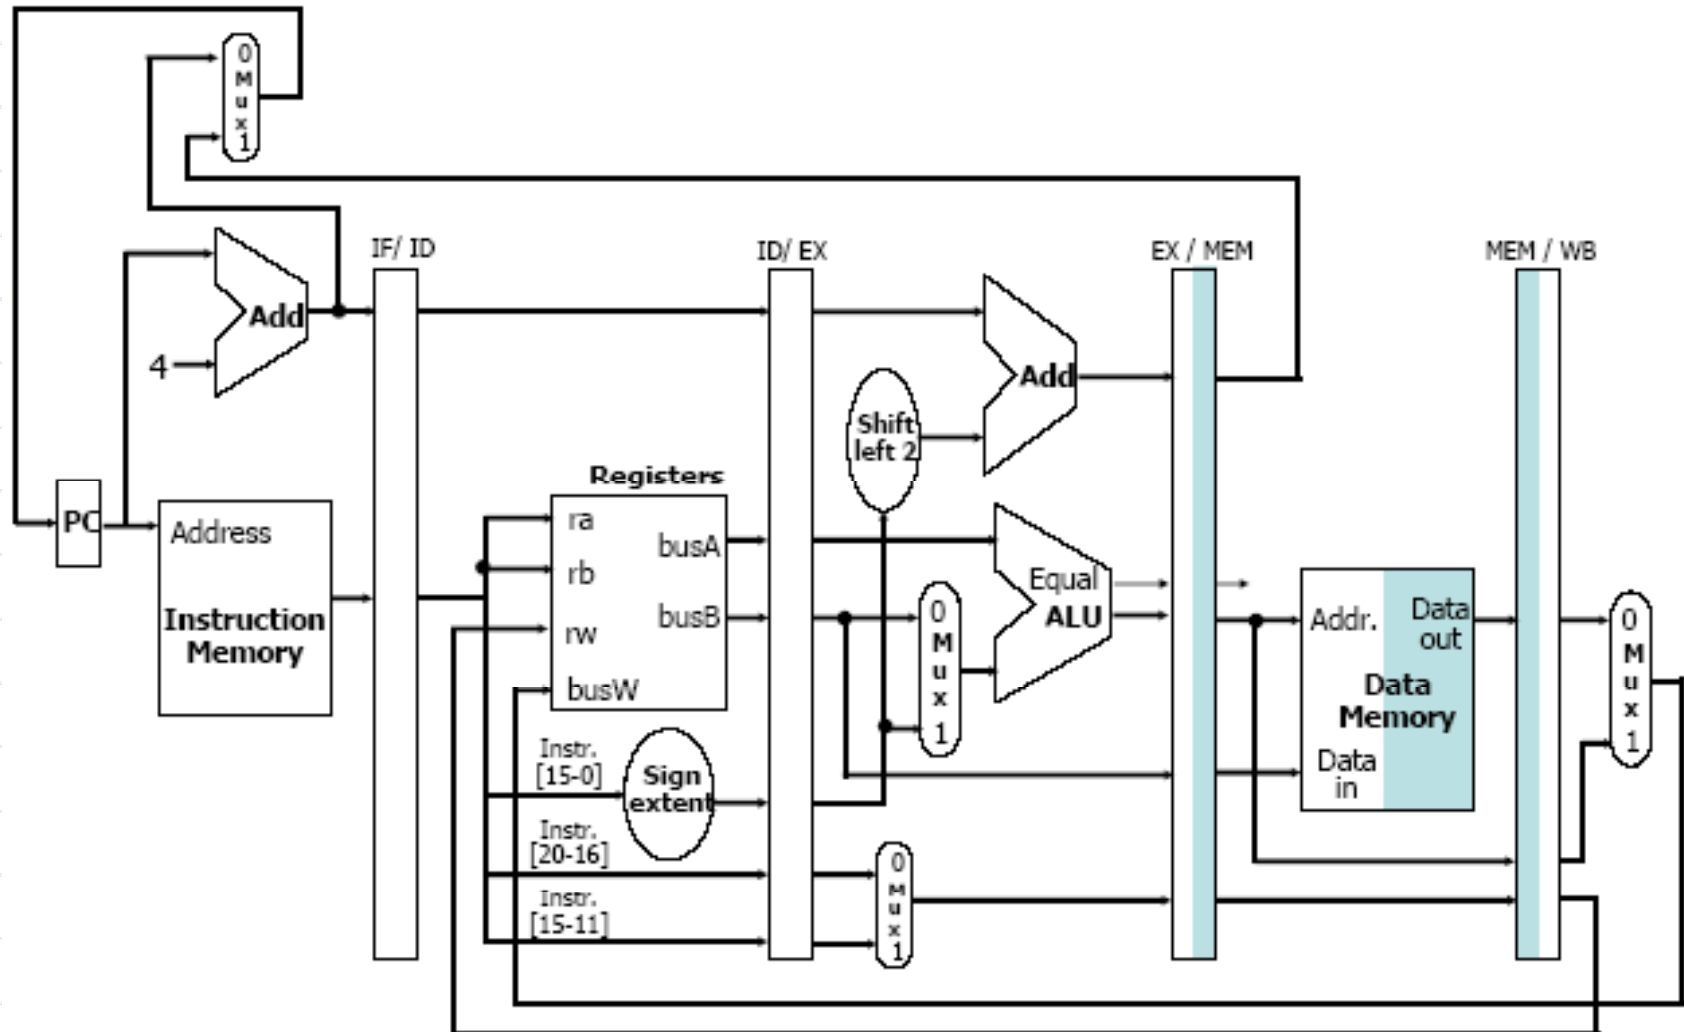 0
M
u
x
1
IF/ ID
ID/ EX
EX / MEM
MEM / WB
Add
4
Add
Shift
left 2
Registers
PC
Address
Instruction
Memory
ra
rb
rw
busW
busA
busB
0
M
u
x
1
Equal
ALU
Addr.
Data
out
Data
Memory
Data
in
0
M
u
x
1
Instr.
[15-0]
Sign
extent
Instr.
[20-16]
Instr.
[15-11]
0
M
u
x
1